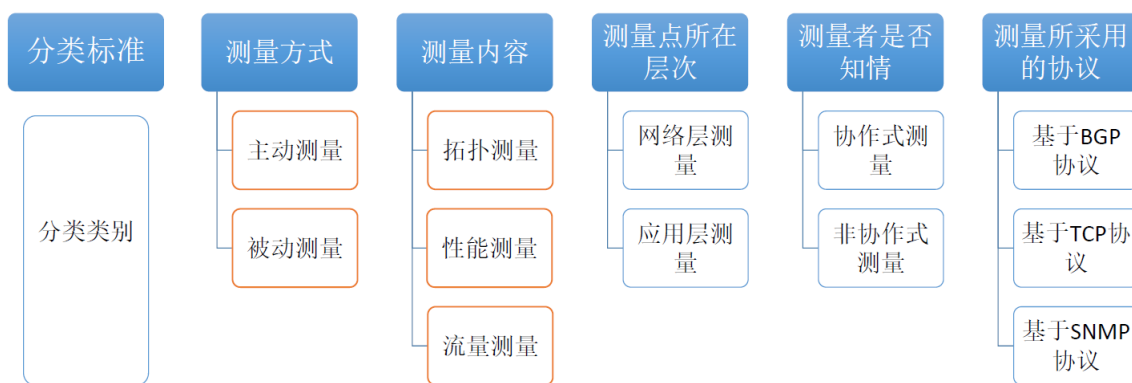 分类标准
分类类别
测量方式
主动测量
被动测量
测量内容
拓扑测量
性能测量
流量测量
测量点所在
层次
网络层测
量
应用层测
量
测量者是否
知情
协作式测
量
非协作式
测量
测量所采用
的协议
基于BGP
协议
基于TCP协
议
基于SNMP
协议